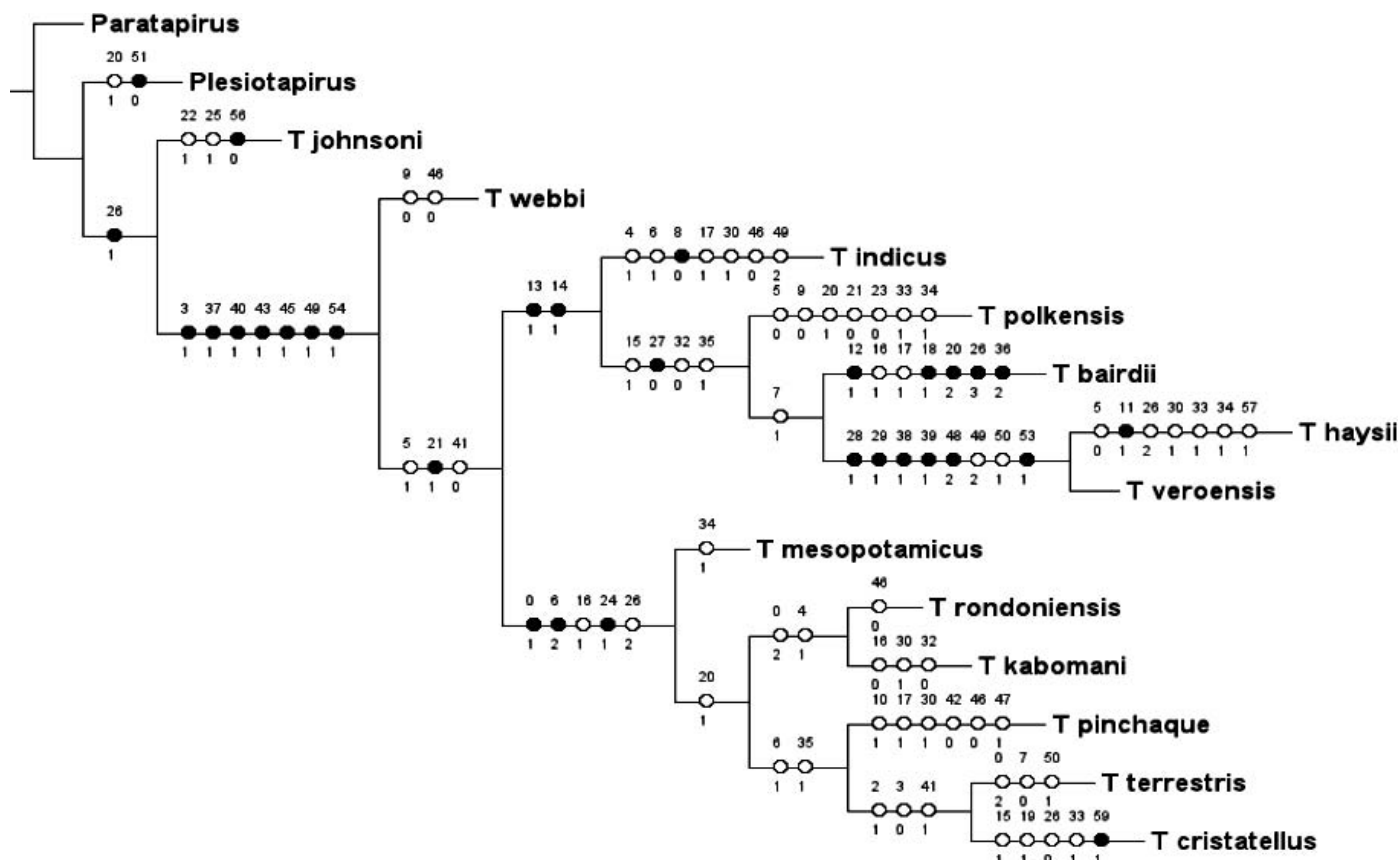 Paratapirus
20 51
1 0
Plesiotapirus
22 25 56
1 1 0
T johnsoni
26
1
9 46
0 0
T webbi
3 37 40 43 45 49 54
1 1 1 1 1 1 1
4 6 8 17 30 46 49
1 1 0 1 1 0 2
T indicus
13 14
1 1
5 9 20 21 23 33 34
0 0 1 0 0 1 1
T polkensis
15 27 32 35
1 0 0 1
12 16 17 18 20 26 36
1 1 1 1 2 3 2
T bairdii
7
1
5 11 26 30 33 34 57
0 1 2 1 1 1 1
T haysii
5 21 41
1 1 0
28 29 38 39 48 49 50 53
1 1 1 1 2 2 1 1
T veroensis
34
1
T mesopotamicus
0 6 16 24 26
1 2 1 1 2
46
0
T rondoniensis
0 4
2 1
16 30 32
0 1 0
T kabomani
20
1
10 17 30 42 46 47
1 1 1 0 0 1
T pinchaque
6 35
1 1
0 7 50
2 0 1
T terrestris
2 3 41
1 0 1
15 19 26 33 59
1 1 0 1 1
T cristatellus